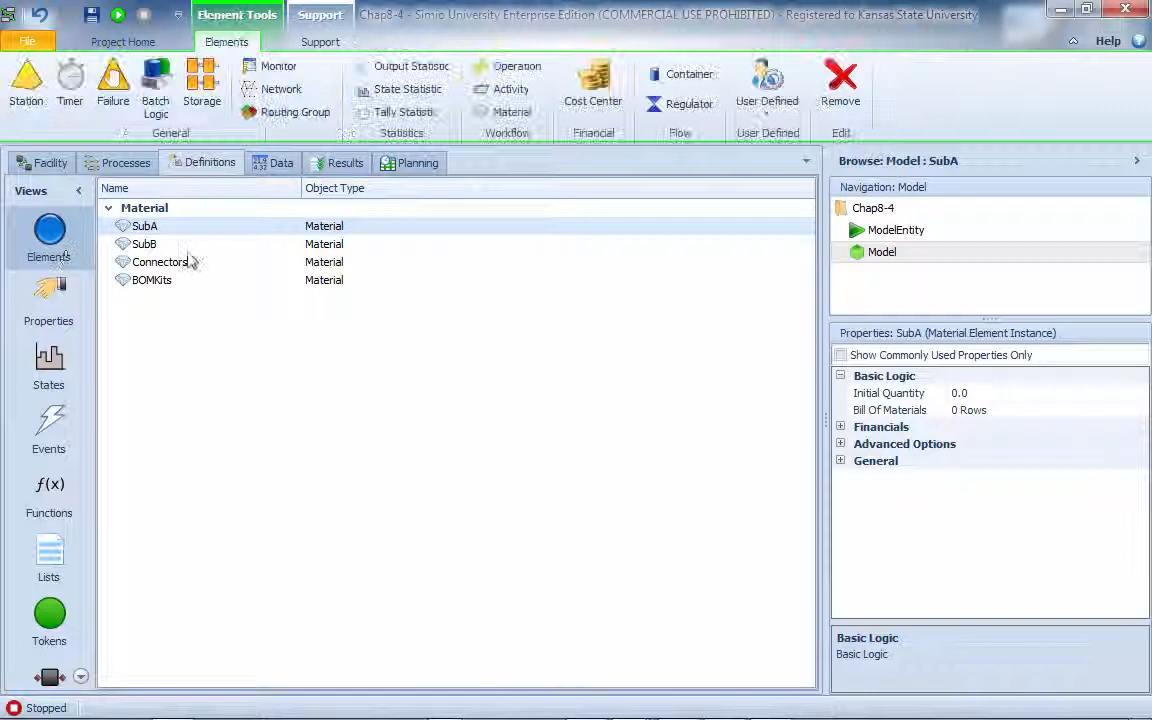 Element Tools
Support
Chap8-4 - Simio University Enterprise Edition (COMMERCIAL USE PROHIBITED) - Registered to Kansas State University
File
Project Home
Elements
Support
Help
Station
Timer
Failure
Batch Logic
Storage
Monitor
Network
Routing Group
General
Output Statistic
State Statistic
Tally Statistic
Statistics
Operation
Activity
Material
Workflow
Cost Center
Financial
Container
Regulator
Flow
User Defined
User Defined
Remove
Edit
Facility
Processes
Definitions
Data
Results
Planning
Views
Elements
Properties
States
Events
f(x)
Functions
Lists
Tokens
Name
Object Type
Material
SubA Material
SubB Material
Connectors Material
BOMKits Material
Browse: Model : SubA
Navigation: Model
Chap8-4
ModelEntity
Model
Properties: SubA (Material Element Instance)
Show Commonly Used Properties Only
Basic Logic
Initial Quantity 0.0
Bill Of Materials 0 Rows
Financials
Advanced Options
General
Basic Logic
Basic Logic
Stopped